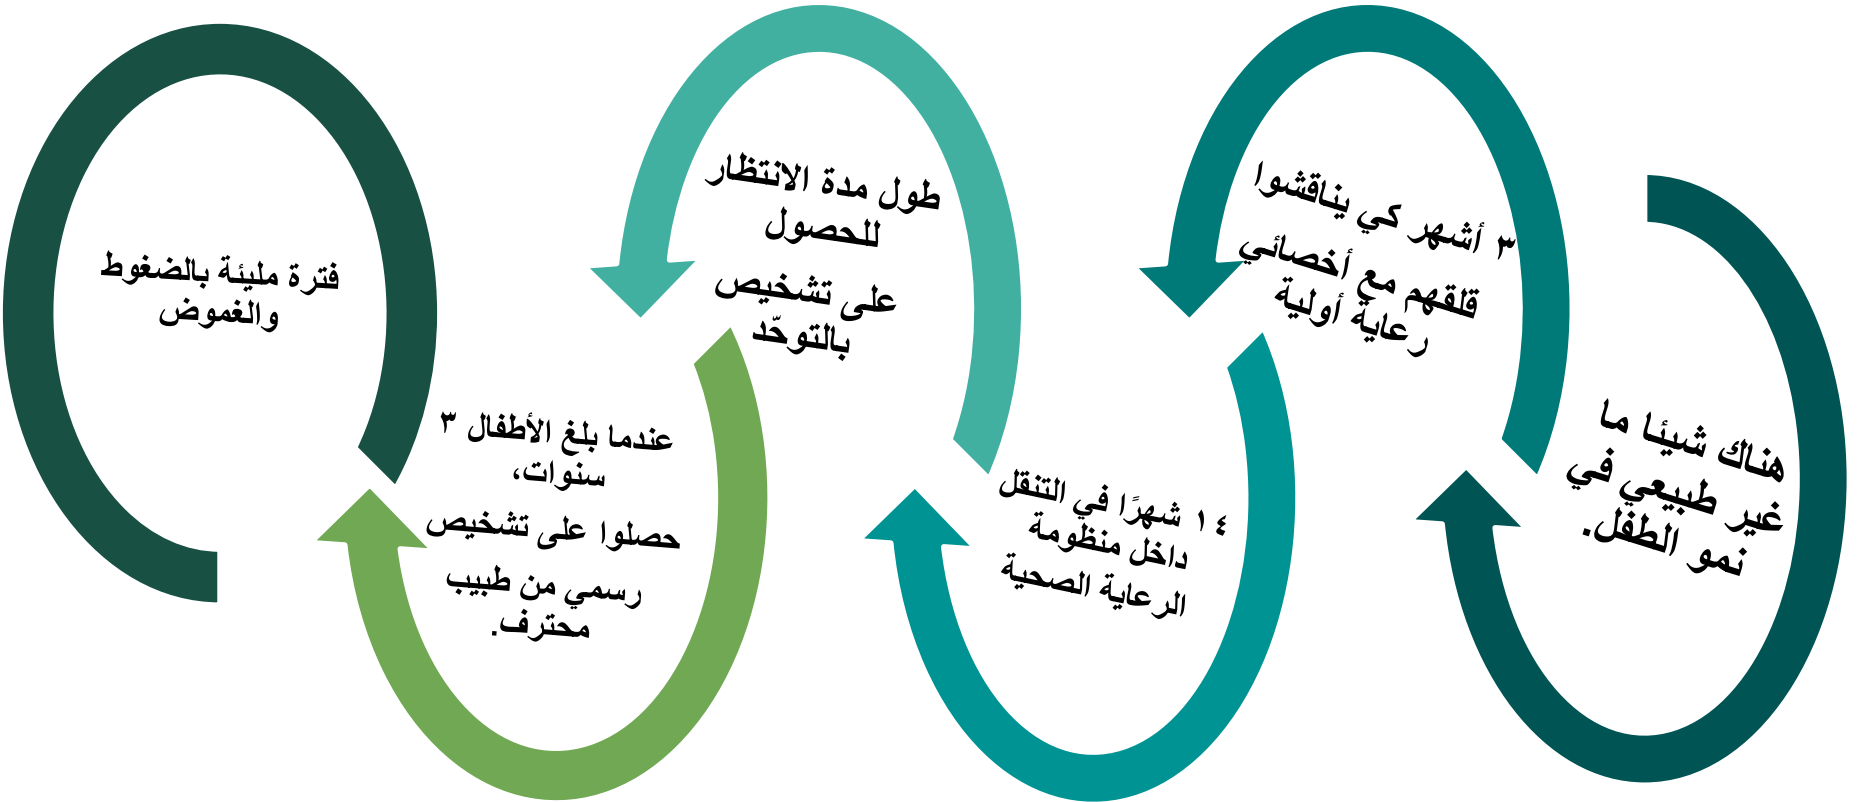 هناك شيئا ما
غير طبيعي في
نمو الطفل.
٣ أشهر كي يناقشوا
قلقهم مع أخصائي
رعاية أولية
١٤ شهرًا في التنقل
داخل منظومة
الرعاية الصحية
طول مدة الانتظار
للحصول
على تشخيص
بالتوحّد
عندما بلغ الأطفال ٣
سنوات،
حصلوا على تشخيص
رسمي من طبيب
محترف.
فترة مليئة بالضغوط
والغموض